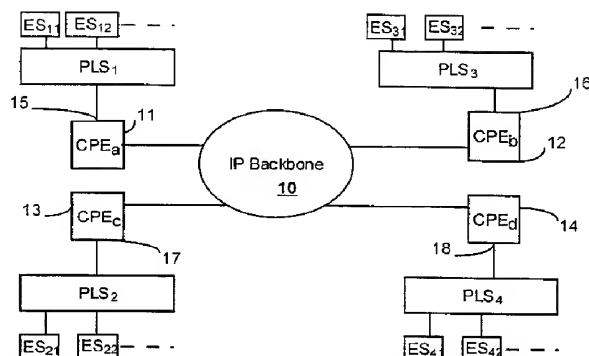 ES11 ES12
PLS1
15 11
CPEa
ES31 ES32
PLS3
16
CPEb
12
IP Backbone
10
13
CPEc
17
PLS2
ES21 ES22
CPEd
14
18
PLS4
ES41 ES42